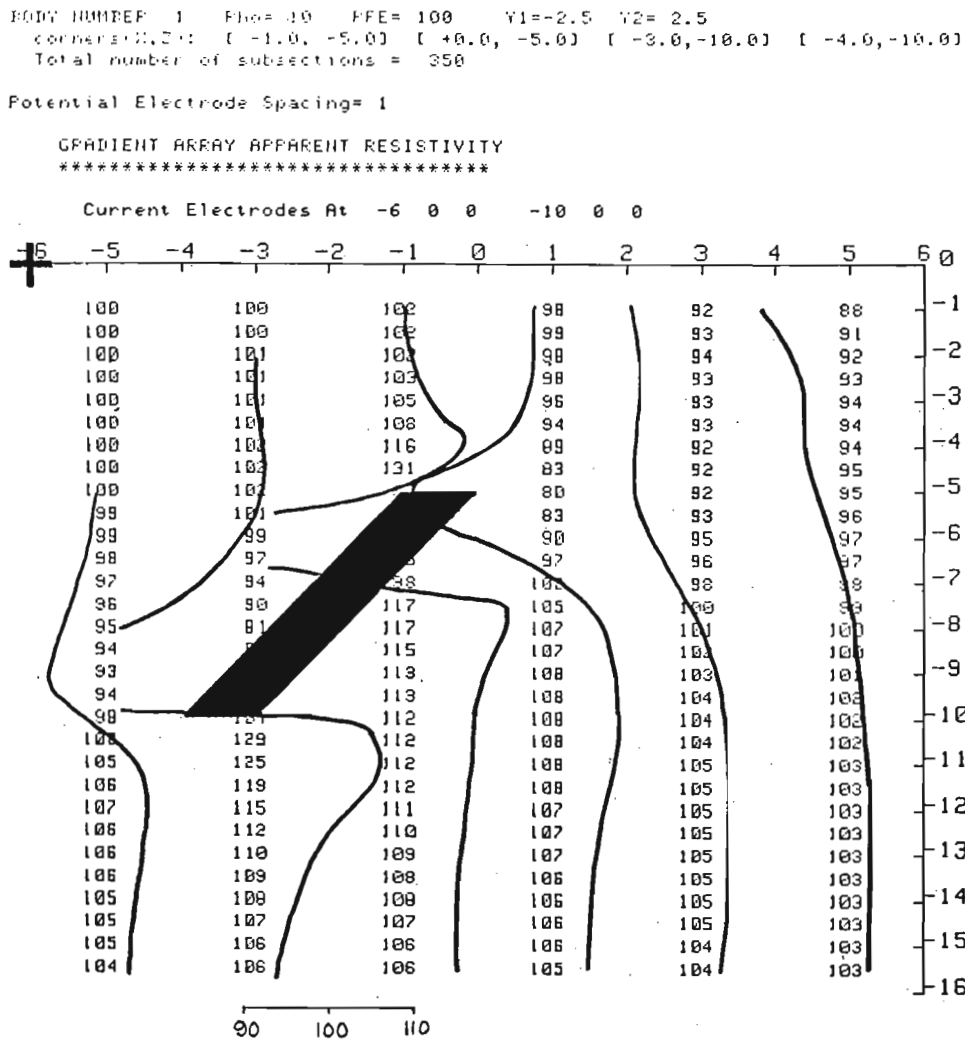 BODY NUMBER 1 Rho= 10 PFE= 100 Y1=-2.5 Y2= 2.5
corners(X,Z): [ -1.0, -5.0] [ +0.0, -5.0] [ -3.0,-10.0] [ -4.0,-10.0]
Total number of subsections = 350
Potential Electrode Spacing= 1
GRADIENT ARRAY APPARENT RESISTIVITY
**********************************
Current Electrodes At -6 0 0 -10 0 0
-6 -5 -4 -3 -2 -1 0 1 2 3 4 5 6 0
100 100 102 98 92 88 -1
100 100 102 99 93 91
100 101 102 98 94 92 -2
100 101 103 98 93 93
100 101 105 96 93 94 -3
100 101 108 94 93 94
100 102 116 89 92 94 -4
100 102 131 83 92 95
100 102 80 92 95 -5
99 101 83 93 96
99 99 90 95 97 -6
98 97 97 96 97
97 94 98 98 -7
96 90 117 105 100 99
95 81 117 107 101 100 -8
94 115 107 100
93 113 108 103 101 -9
94 113 108 104 102
98 112 108 104 102 -10
100 129 112 108 104 102
105 125 112 108 105 103 -11
106 119 112 108 105 103
107 115 111 107 105 103 -12
106 112 110 107 105 103
106 110 109 107 105 103 -13
106 109 108 106 105 103
105 108 108 106 105 103 -14
105 107 107 106 105 103
105 106 106 106 104 103 -15
104 106 106 105 104 103
-16
90 100 110